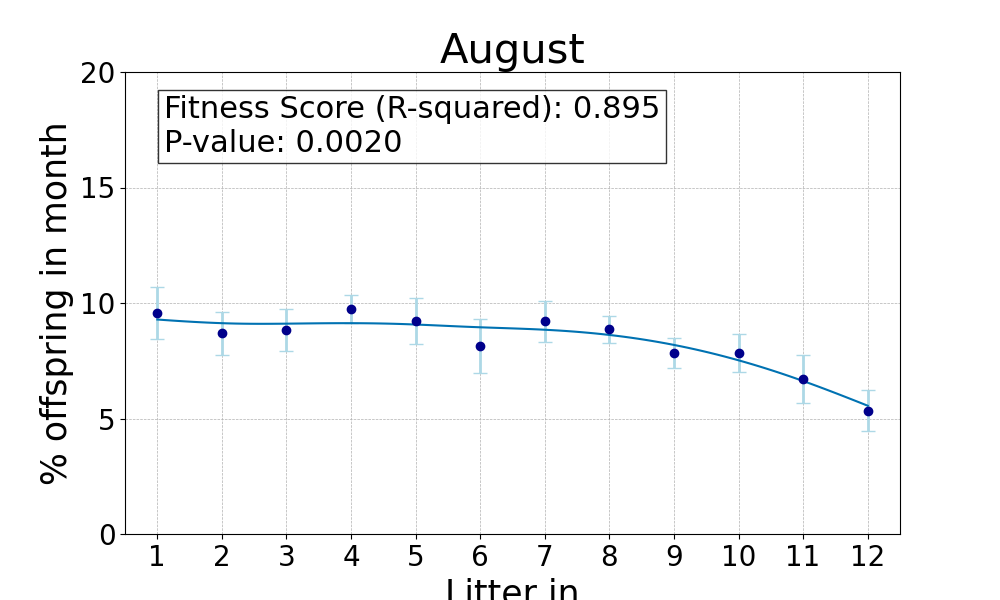 August
Fitness Score (R-squared): 0.895
P-value: 0.0020
% offspring in month
20
15
10
5
0
1 2 3 4 5 6 7 8 9 10 11 12
Litter in